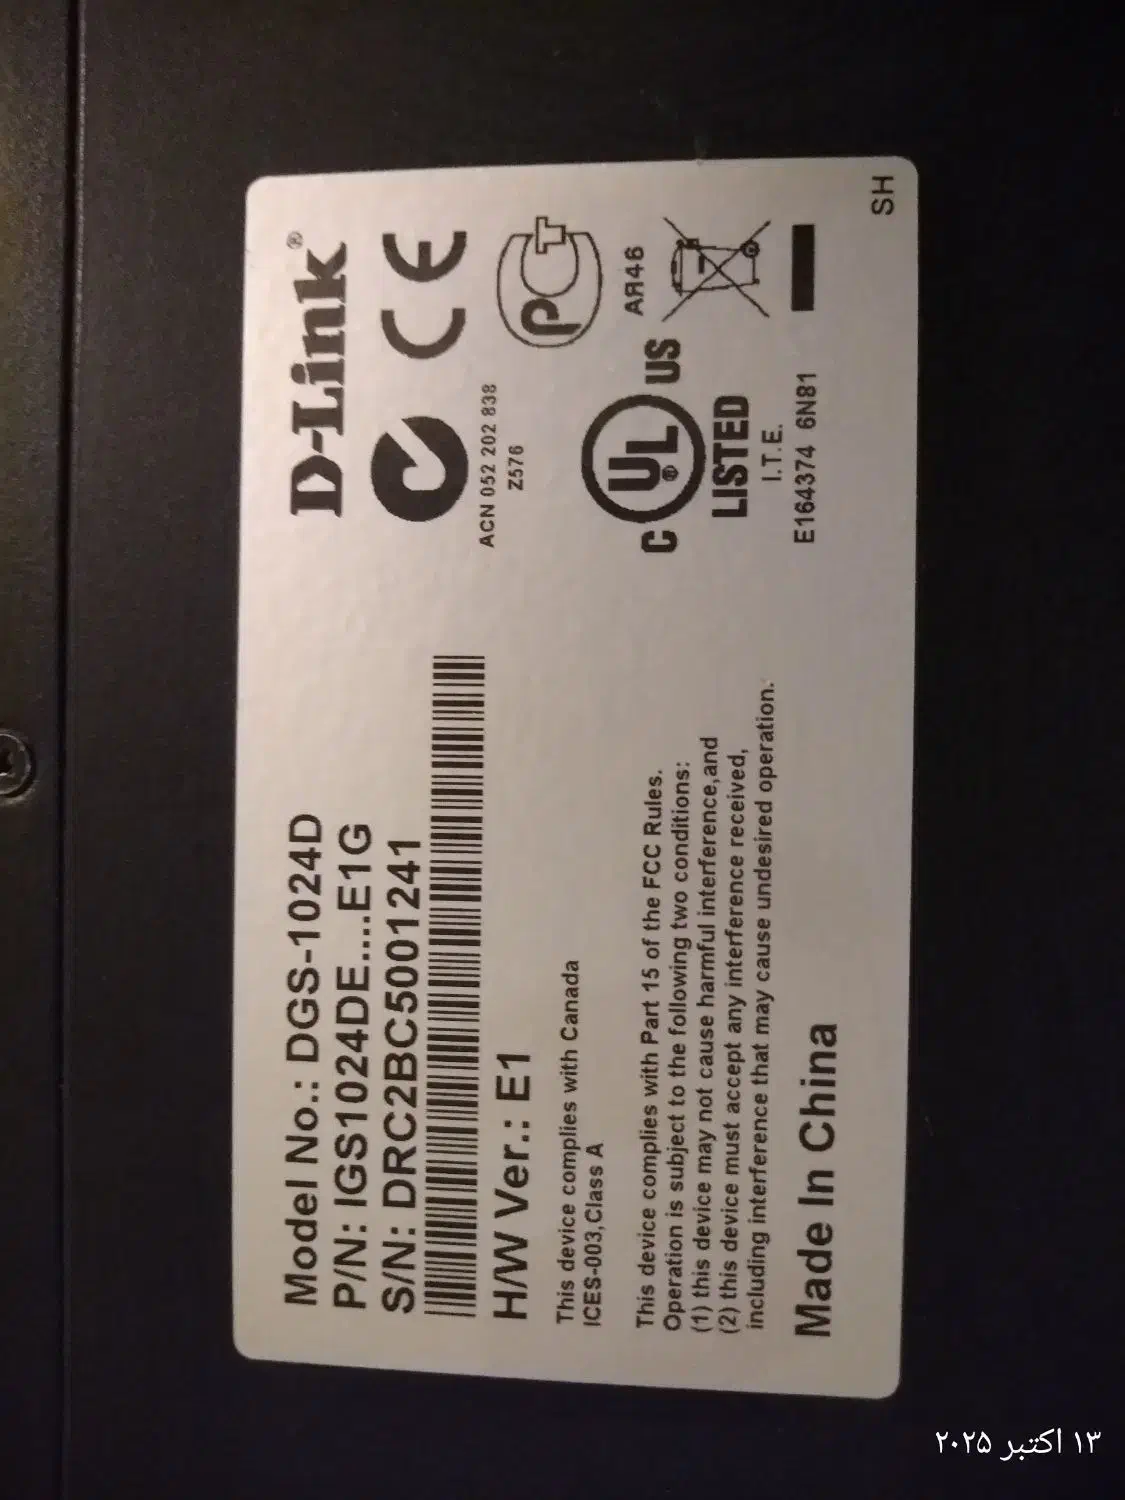 Model No.: DGS-1024D
P/N: IGS1024DE....E1G
S/N: DRC2BC5001241
H/W Ver.: E1
This device complies with Canada
ICES-003,Class A
This device complies with Part 15 of the FCC Rules.
Operation is subject to the following two conditions:
(1) this device may not cause harmful interference,and
(2) this device must accept any interference received,
including interference that may cause undesired operation.
Made In China
D-Link®
CE
ACN 052 202 838
Z576
PCT
АЯ46
C UL® US
LISTED
I.T.E.
E164374 6N81
SH
۱۳ اکتبر ۲۰۲۵